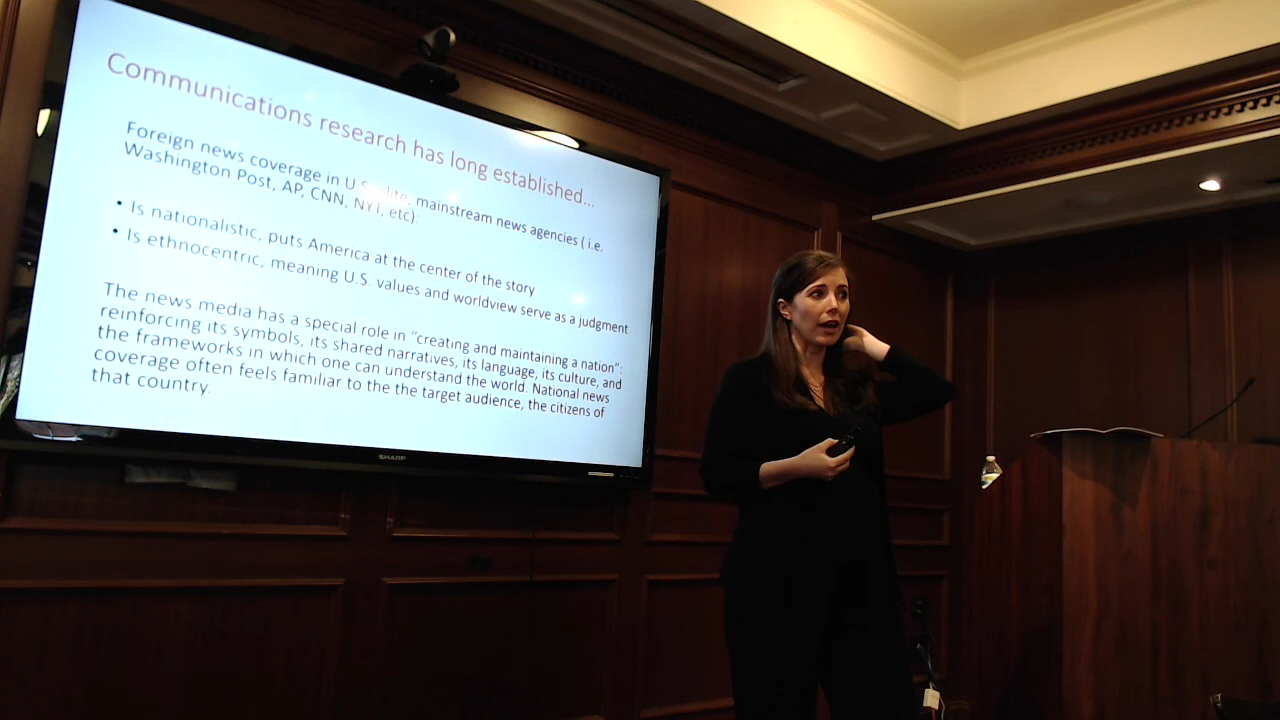 Communications research has long established...
Foreign news coverage in U.S. elite, mainstream news agencies ( i.e.
Washington Post, AP, CNN, NYT, etc):
• Is nationalistic, puts America at the center of the story
• Is ethnocentric, meaning U.S. values and worldview serve as a judgment
The news media has a special role in “creating and maintaining a nation”:
reinforcing its symbols, its shared narratives, its language, its culture, and
the frameworks in which one can understand the world. National news
coverage often feels familiar to the the target audience, the citizens of
that country.
SHARP